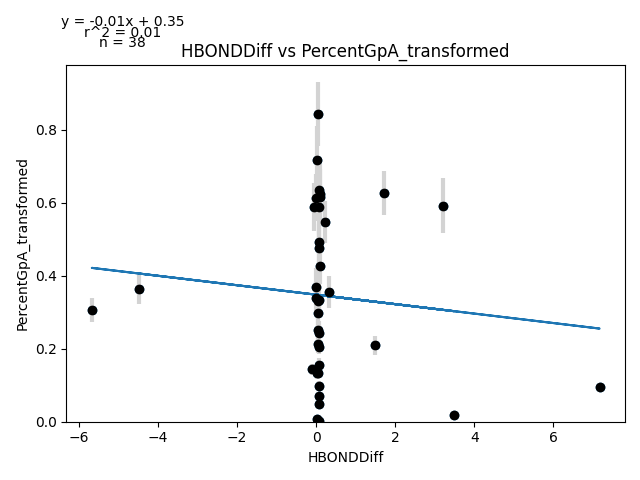 y = -0.01x + 0.35
r^2 = 0.01
n = 38
HBONDDiff vs PercentGpA_transformed
PercentGpA_transformed
0.8
0.6
0.4
0.2
0.0
−6
−4
−2
0
2
4
6
HBONDDiff